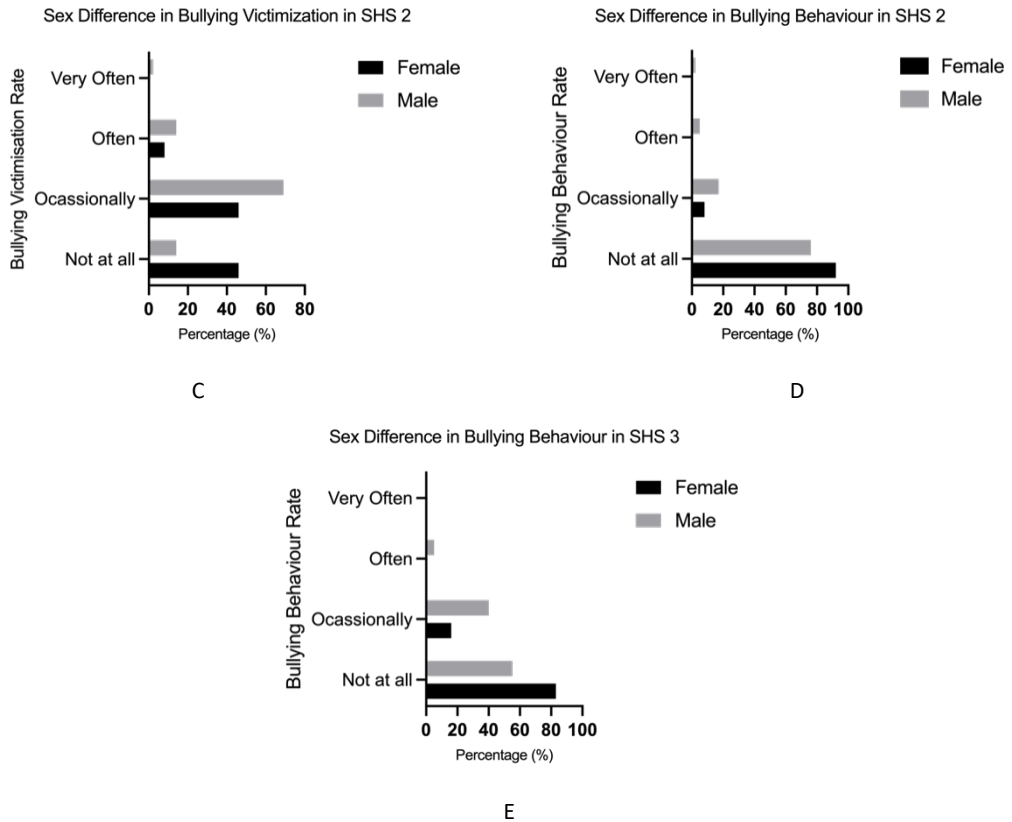 Sex Difference in Bullying Victimization in SHS 2
Bullying Victimisation Rate
Very Often
Often
Ocassionally
Not at all
0 20 40 60 80
Percentage (%)
Female
Male
C
Sex Difference in Bullying Behaviour in SHS 2
Bullying Behaviour Rate
Very Often
Often
Ocassionally
Not at all
0 20 40 60 80 100
Percentage (%)
Female
Male
D
Sex Difference in Bullying Behaviour in SHS 3
Bullying Behaviour Rate
Very Often
Often
Ocassionally
Not at all
0 20 40 60 80 100
Percentage (%)
Female
Male
E